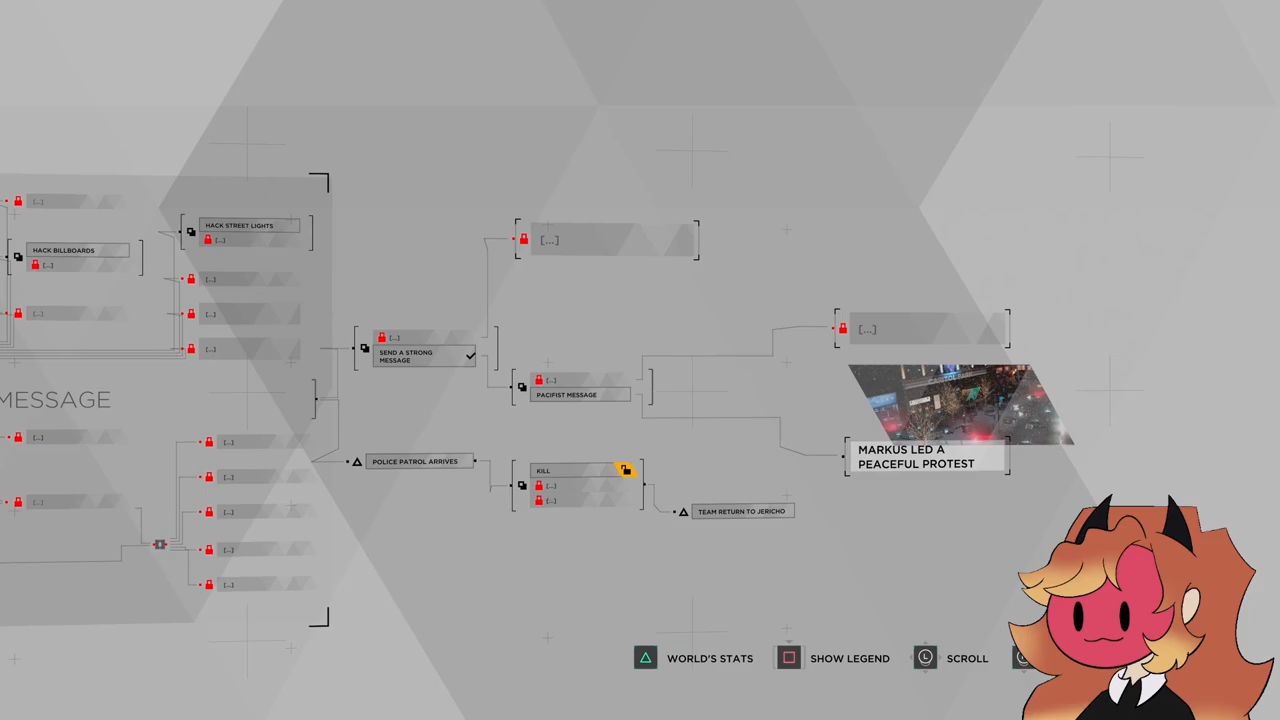 [...]
HACK STREET LIGHTS
[...]
HACK BILLBOARDS
[...]
[...]
[...]
[...]
[...]
[...]
[...]
SEND A STRONG
MESSAGE
[...]
[...]
PACIFIST MESSAGE
[...]
MARKUS LED A
PEACEFUL PROTEST
MESSAGE
[...]
[...]
[...]
[...]
[...]
[...]
[...]
POLICE PATROL ARRIVES
KILL
[...]
[...]
TEAM RETURN TO JERICHO
WORLD'S STATS
SHOW LEGEND
L
SCROLL